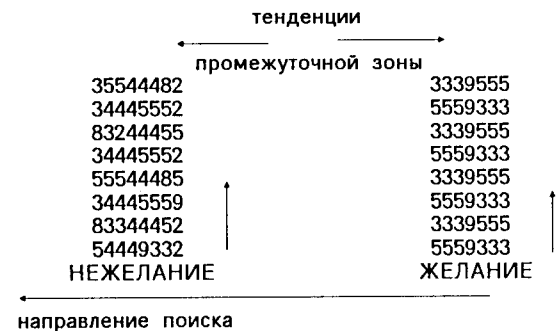 тенденции
промежуточной зоны
35544482 3339555
34445552 5559333
83244455 3339555
34445552 5559333
55544485 3339555
34445559 5559333
83344452 3339555
54449332 5559333
НЕЖЕЛАНИЕ ЖЕЛАНИЕ
направление поиска